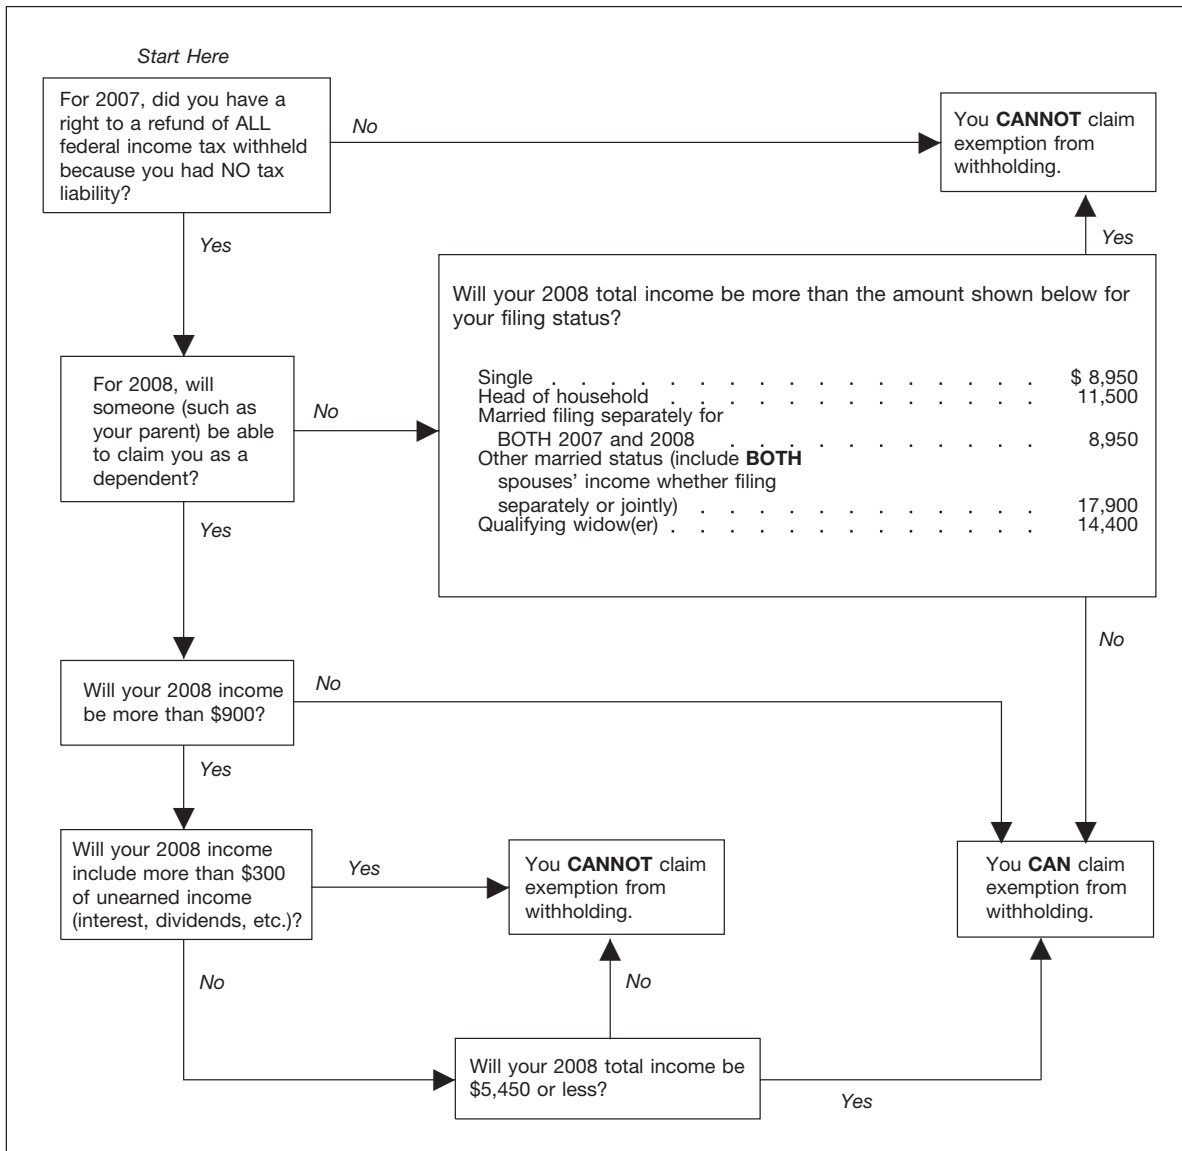 Start Here
For 2007, did you have a
right to a refund of ALL
federal income tax withheld
because you had NO tax
liability?
No
You CANNOT claim
exemption from
withholding.
Yes
Yes
Will your 2008 total income be more than the amount shown below for
your filing status?
Single . . . . . . . . . . . . . . . . . $ 8,950
Head of household . . . . . . . . . . . . . 11,500
Married filing separately for
BOTH 2007 and 2008 . . . . . . . . . . . 8,950
Other married status (include BOTH
spouses' income whether filing
separately or jointly) . . . . . . . . . . . . 17,900
Qualifying widow(er) . . . . . . . . . . . . . 14,400
For 2008, will
someone (such as
your parent) be able
to claim you as a
dependent?
No
Yes
No
Will your 2008 income
be more than $900?
No
Yes
Will your 2008 income
include more than $300
of unearned income
(interest, dividends, etc.)?
Yes
You CANNOT claim
exemption from
withholding.
You CAN claim
exemption from
withholding.
No
No
Will your 2008 total income be
$5,450 or less?
Yes